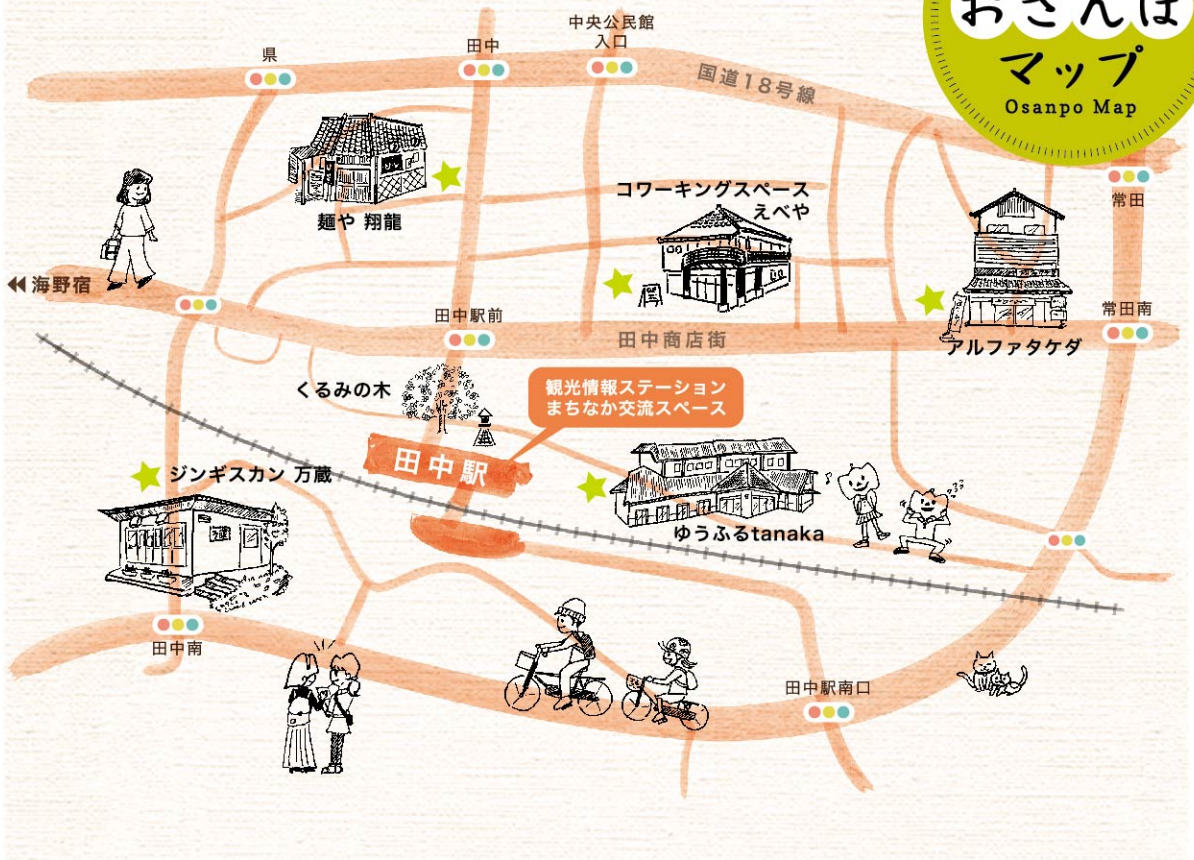 おさんぽ
マップ
Osanpo Map
中央公民館
入口
田中
県
国道18号線
常田
麺や 翔龍
コワーキングスペース
えべや
海野宿
田中駅前
田中商店街
常田南
アルファタケダ
くるみの木
観光情報ステーション
まちなか交流スペース
田中駅
ジンギスカン 万蔵
ゆうふるtanaka
田中南
田中駅南口